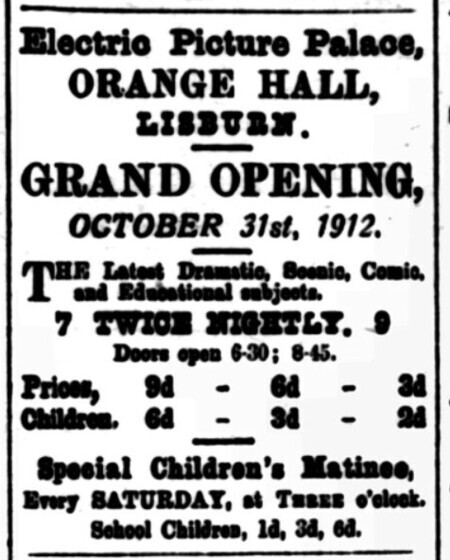 Electric Picture Palace,
ORANGE HALL,
LISBURN.
GRAND OPENING,
OCTOBER 31st, 1912.
THE Latest Dramatic, Scenic, Comic,
and Educational subjects.
7 TWICE NIGHTLY. 9
Doors open 6-30; 8-45.
Prices, 9d - 6d - 3d
Children. 6d - 3d - 2d
Special Children's Matinee,
Every SATURDAY, at THREE o'clock.
School Children, 1d, 3d, 6d.